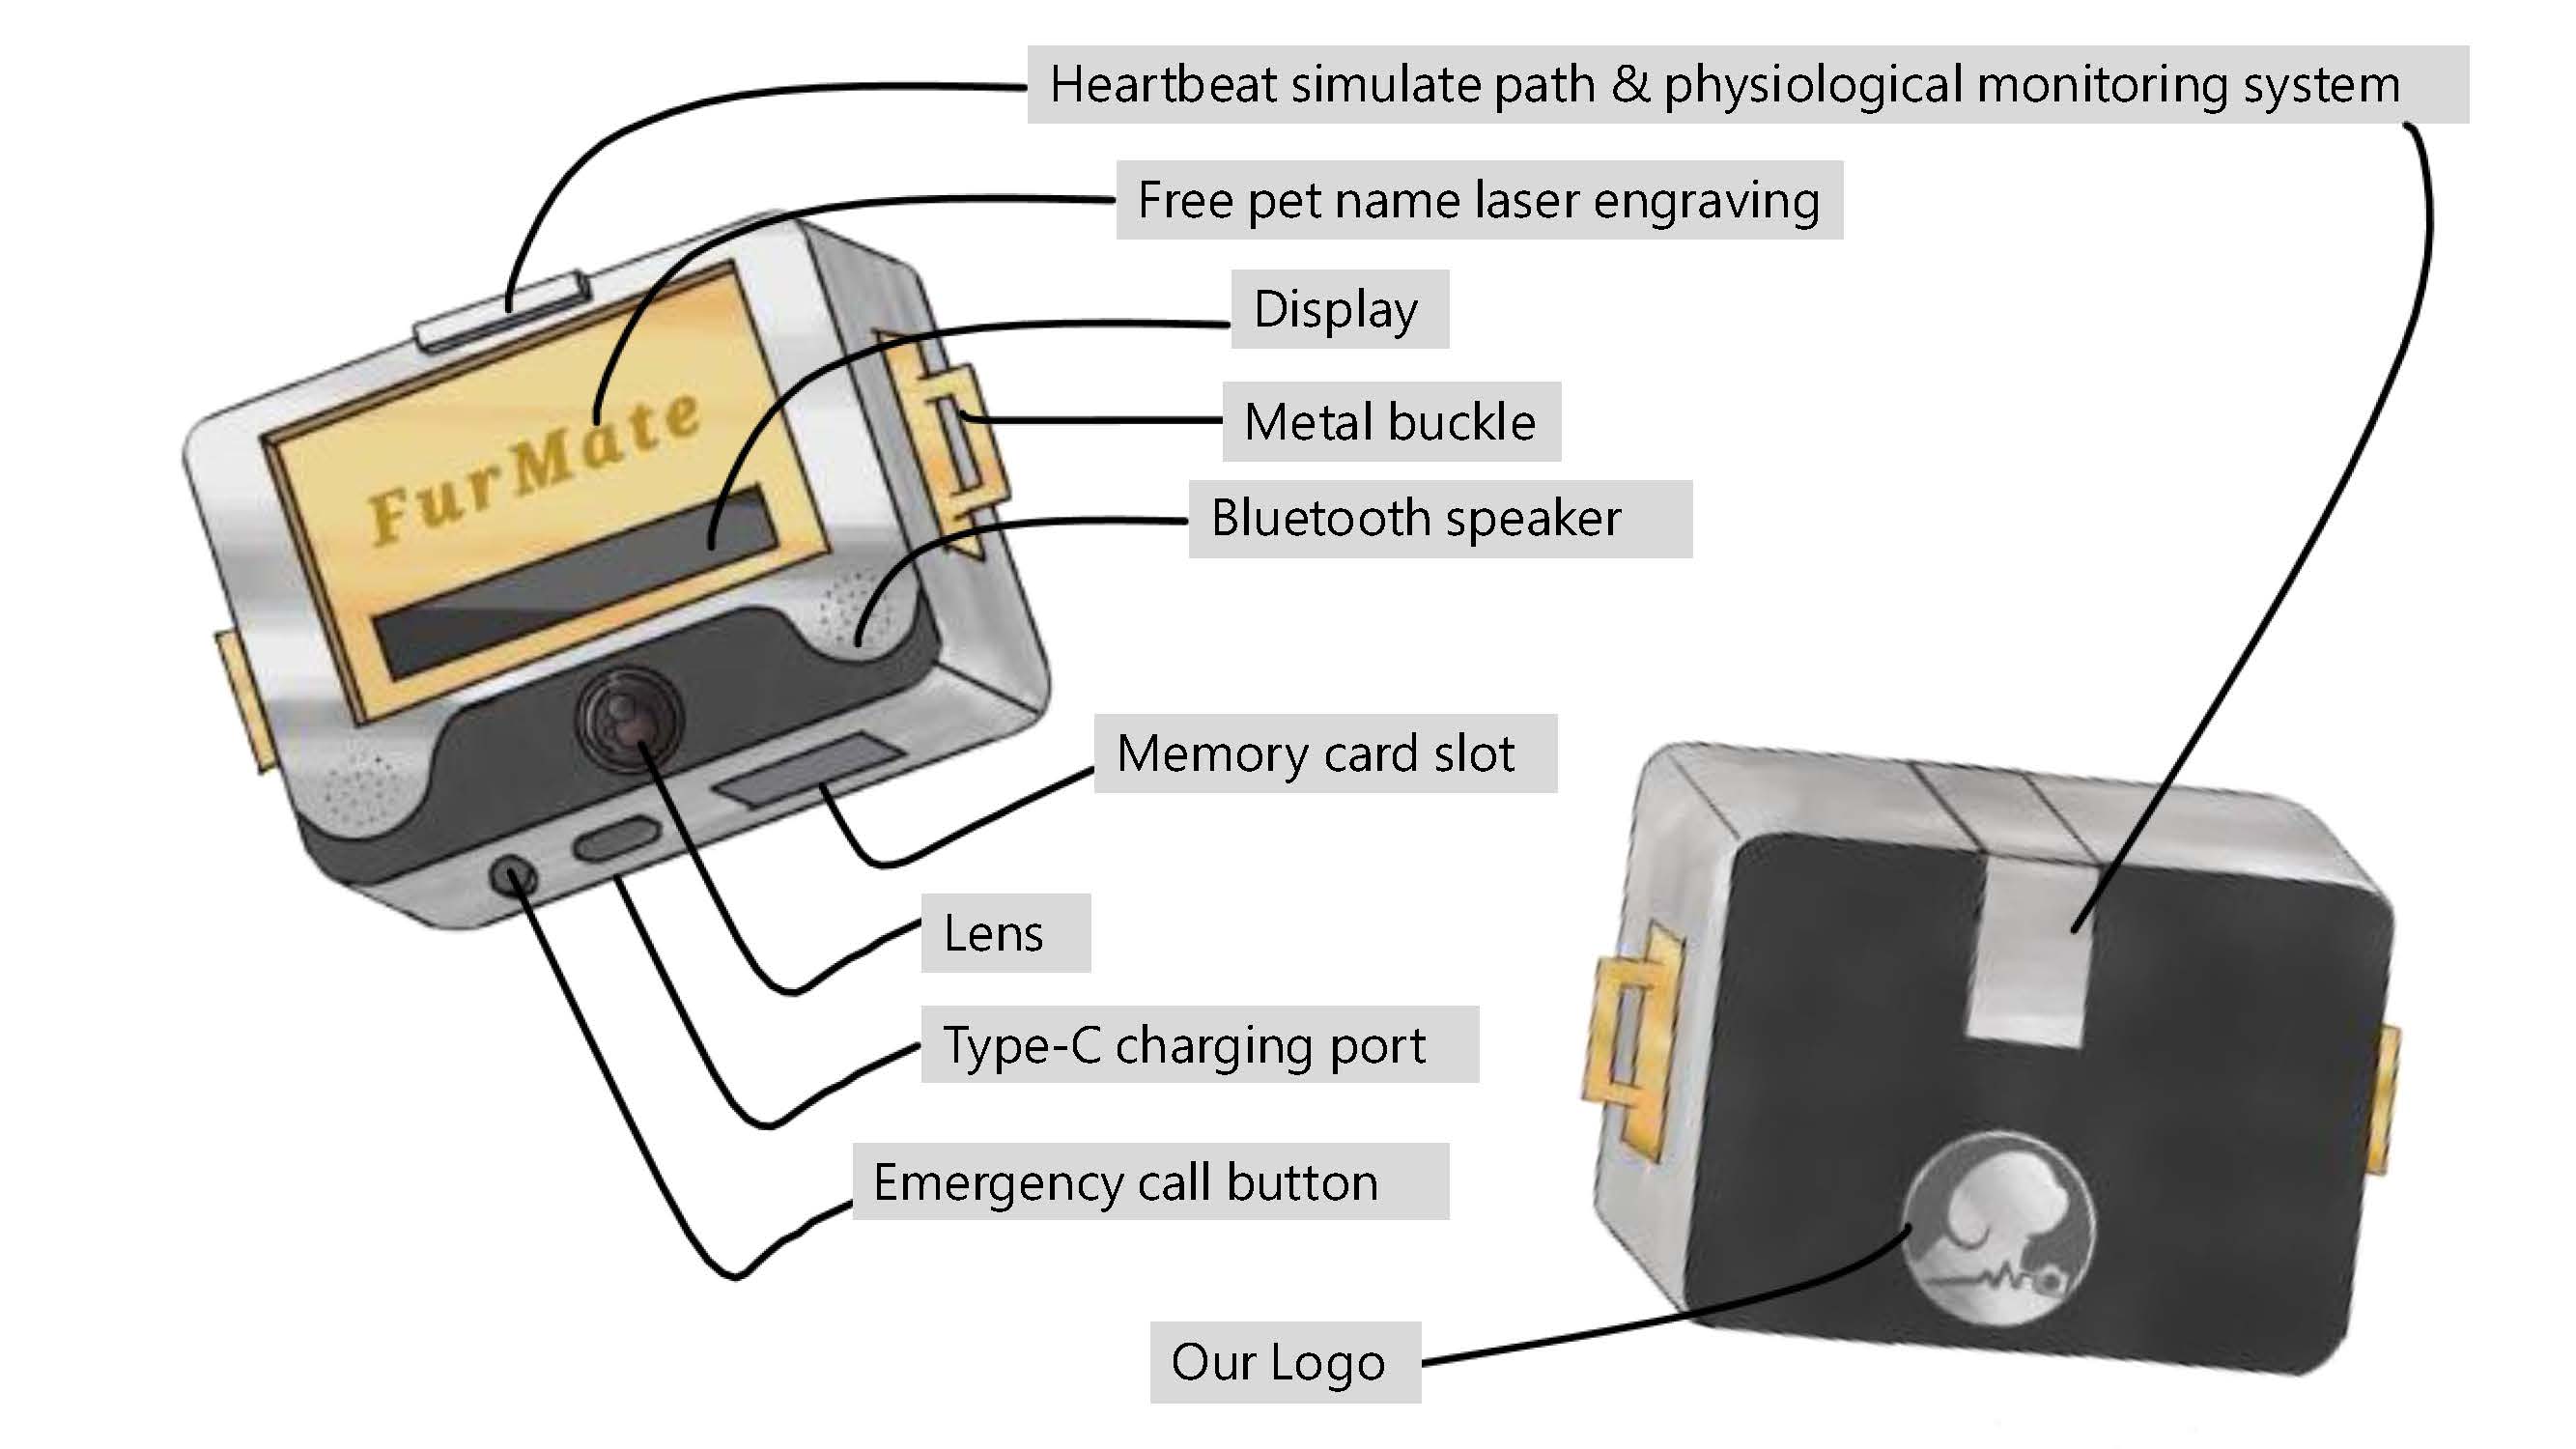 Heartbeat simulate path & physiological monitoring system
Free pet name laser engraving
Display
Metal buckle
FurMate
Bluetooth speaker
Memory card slot
Lens
Type-C charging port
Emergency call button
Our Logo